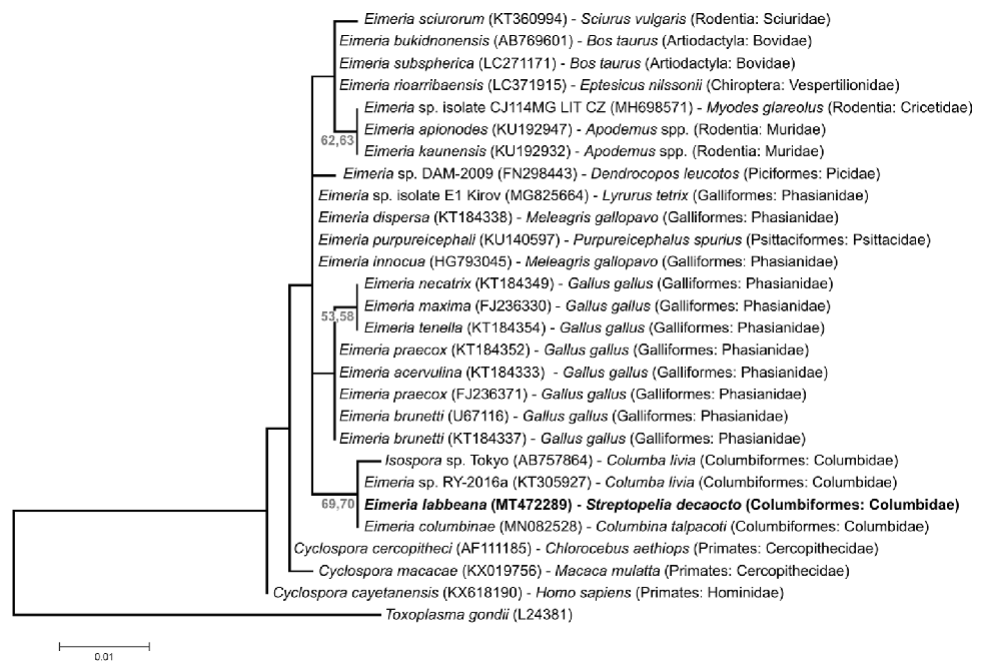 Eimeria sciurorum (KT360994) - Sciurus vulgaris (Rodentia: Sciuridae)
Eimeria bukidnonensis (AB769601) - Bos taurus (Artiodactyla: Bovidae)
Eimeria subspherica (LC271171) - Bos taurus (Artiodactyla: Bovidae)
Eimeria rioarribaensis (LC371915) - Eptesicus nilssonii (Chiroptera: Vespertilionidae)
Eimeria sp. isolate CJ114MG LIT CZ (MH698571) - Myodes glareolus (Rodentia: Cricetidae)
Eimeria apionodes (KU192947) - Apodemus spp. (Rodentia: Muridae)
62,63
Eimeria kaunensis (KU192932) - Apodemus spp. (Rodentia: Muridae)
Eimeria sp. DAM-2009 (FN298443) - Dendrocopos leucotos (Piciformes: Picidae)
Eimeria sp. isolate E1 Kirov (MG825664) - Lyrurus tetrix (Galliformes: Phasianidae)
Eimeria dispersa (KT184338) - Meleagris gallopavo (Galliformes: Phasianidae)
Eimeria purpureicephali (KU140597) - Purpureicephalus spurius (Psittaciformes: Psittacidae)
Eimeria innocua (HG793045) - Meleagris gallopavo (Galliformes: Phasianidae)
Eimeria necatrix (KT184349) - Gallus gallus (Galliformes: Phasianidae)
Eimeria maxima (FJ236330) - Gallus gallus (Galliformes: Phasianidae)
53,58
Eimeria tenella (KT184354) - Gallus gallus (Galliformes: Phasianidae)
Eimeria praecox (KT184352) - Gallus gallus (Galliformes: Phasianidae)
Eimeria acervulina (KT184333) - Gallus gallus (Galliformes: Phasianidae)
Eimeria praecox (FJ236371) - Gallus gallus (Galliformes: Phasianidae)
Eimeria brunetti (U67116) - Gallus gallus (Galliformes: Phasianidae)
Eimeria brunetti (KT184337) - Gallus gallus (Galliformes: Phasianidae)
Isospora sp. Tokyo (AB757864) - Columba livia (Columbiformes: Columbidae)
Eimeria sp. RY-2016a (KT305927) - Columba livia (Columbiformes: Columbidae)
69,70
Eimeria labbeana (MT472289) - Streptopelia decaocto (Columbiformes: Columbidae)
Eimeria columbinae (MN082528) - Columbina talpacoti (Columbiformes: Columbidae)
Cyclospora cercopitheci (AF111185) - Chlorocebus aethiops (Primates: Cercopithecidae)
Cyclospora macacae (KX019756) - Macaca mulatta (Primates: Cercopithecidae)
Cyclospora cayetanensis (KX618190) - Homo sapiens (Primates: Hominidae)
Toxoplasma gondii (L24381)
0.01